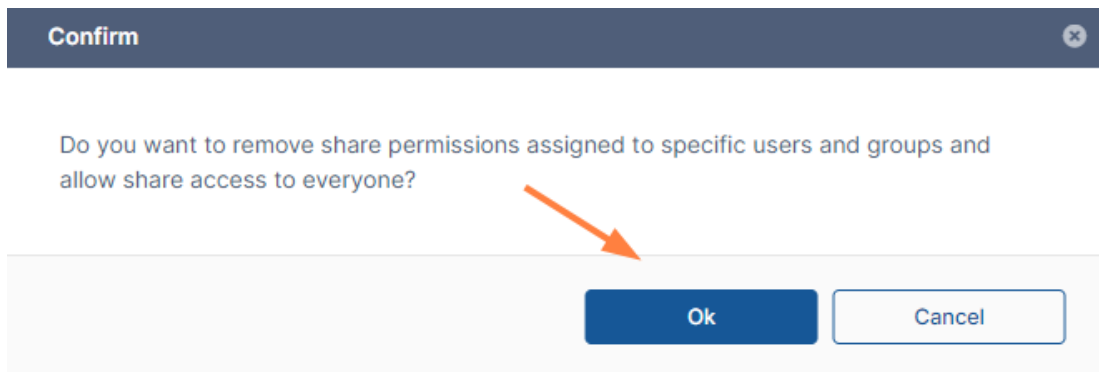 Confirm
Do you want to remove share permissions assigned to specific users and groups and
allow share access to everyone?
Ok
Cancel